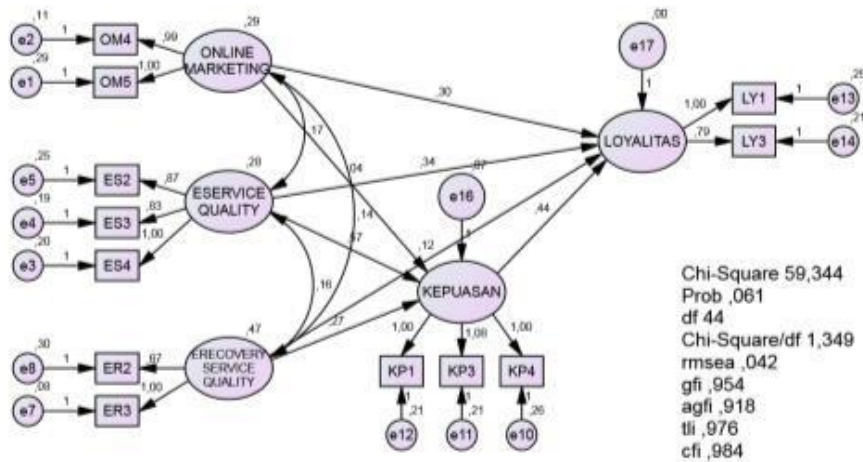 ,11
e2
1
OM4
,99
,29
ONLINE
MARKETING
,29
e1
1
OM5
1,00
,00
e17
1
,30
,17
,25
e5
1
ES2
,87
,28
ESERVICE
QUALITY
,19
e4
1
ES3
,83
,20
e3
1
ES4
1,00
,34
,04
,14
,12
,16
,27
,44
e16
1
LOYALITAS
1,00
LY1
1
e13
,79
LY3
1
e14
,21
KEPUASAN
,47
ERECOVERY
SERVICE
QUALITY
,30
e8
1
ER2
,08
e7
1
ER3
1,00
1,00
1,08
1,00
KP1
KP3
KP4
1
1
1
,21
,21
,26
e12
e11
e10
Chi-Square 59,344
Prob ,061
df 44
Chi-Square/df 1,349
rmsea ,042
gfi ,954
agfi ,918
tli ,976
cfi ,984